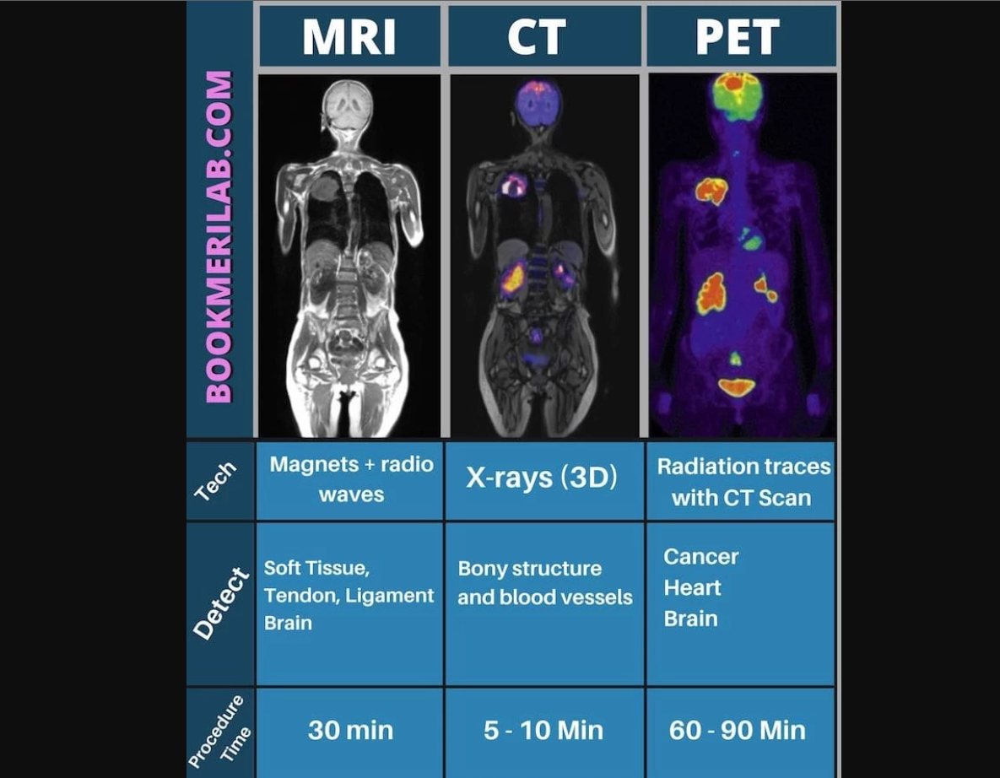 BOOKMERILAB.COM
MRI
CT
PET
Tech
Magnets + radio
waves
X-rays (3D)
Radiation traces
with CT Scan
Detect
Soft Tissue,
Tendon, Ligament
Brain
Bony structure
and blood vessels
Cancer
Heart
Brain
Procedure
Time
30 min
5 - 10 Min
60 - 90 Min